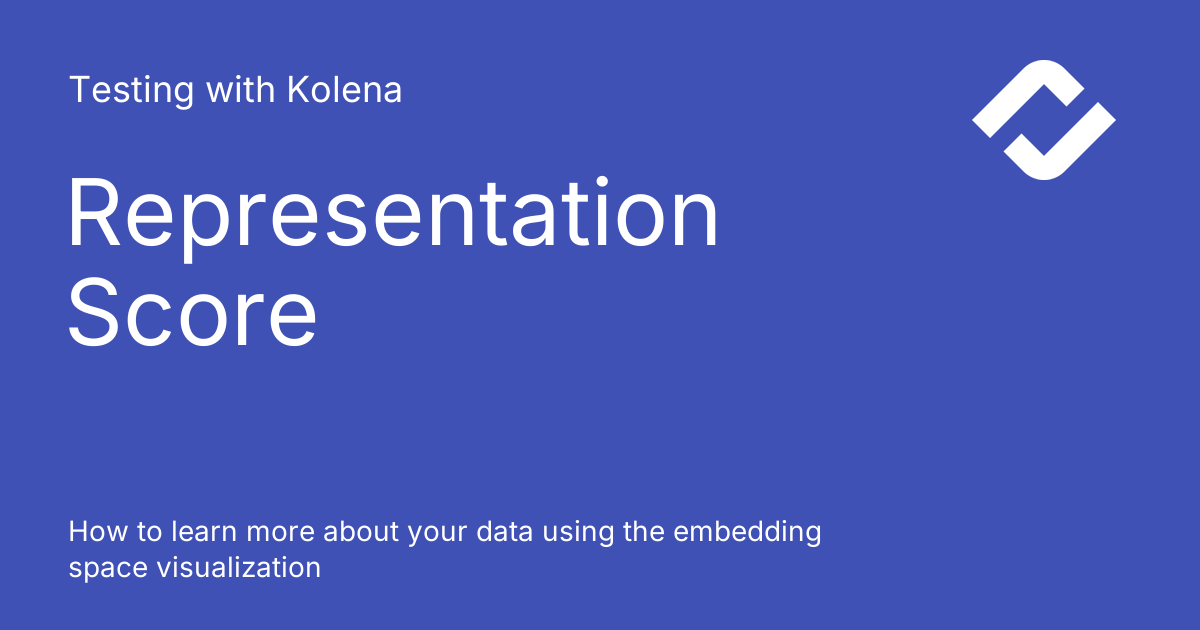 Testing with Kolena
Representation
Score
How to learn more about your data using the embedding
space visualization